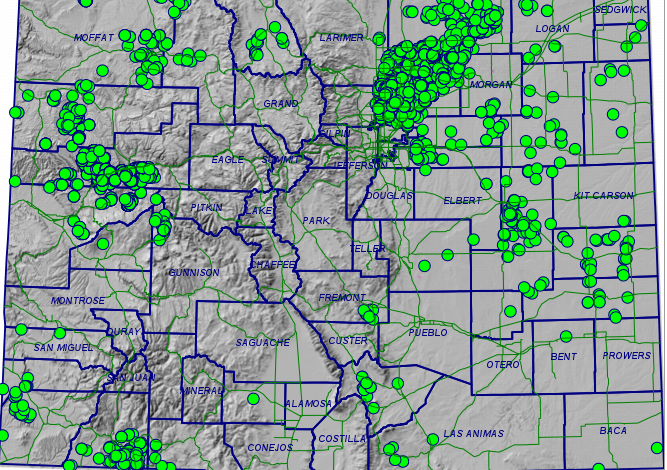 SEDGWICK
LOGAN
MOFFAT
LARIMER
MORGAN
GRAND
GILPIN
EAGLE
SUMMIT
JEFFERSON
DOUGLAS
ELBERT
KIT CARSON
PITKIN
LAKE
PARK
TELLER
CHAFFEE
GUNNISON
FREMONT
MONTROSE
OURAY
PUEBLO
SAN MIGUEL
SAGUACHE
CUSTER
OTERO
BENT
PROWERS
SAN JUAN
MINERAL
ALAMOSA
CONEJOS
COSTILLA
LAS ANIMAS
BACA